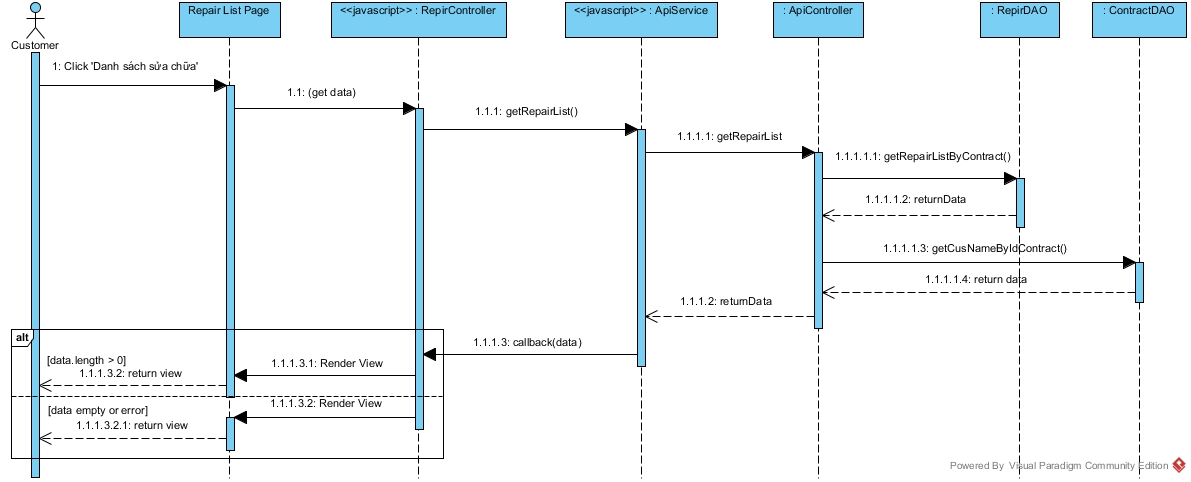 Repair List Page
<<javascript>> : RepirController
<<javascript>> : ApiService
: ApiController
: RepirDAO
: ContractDAO
Customer
1: Click 'Danh sách sửa chữa'
1.1: (get data)
1.1.1: getRepairList()
1.1.1.1: getRepairList
1.1.1.1.1: getRepairListByContract()
1.1.1.1.2: returnData
1.1.1.1.3: getCusNameByIdContract()
1.1.1.1.4: return data
1.1.1.2: returnData
alt
1.1.1.3: callback(data)
[data.length > 0]
1.1.1.3.1: Render View
1.1.1.3.2: return view
1.1.1.3.2: Render View
[data empty or error]
1.1.1.3.2.1: return view
Powered By Visual Paradigm Community Edition